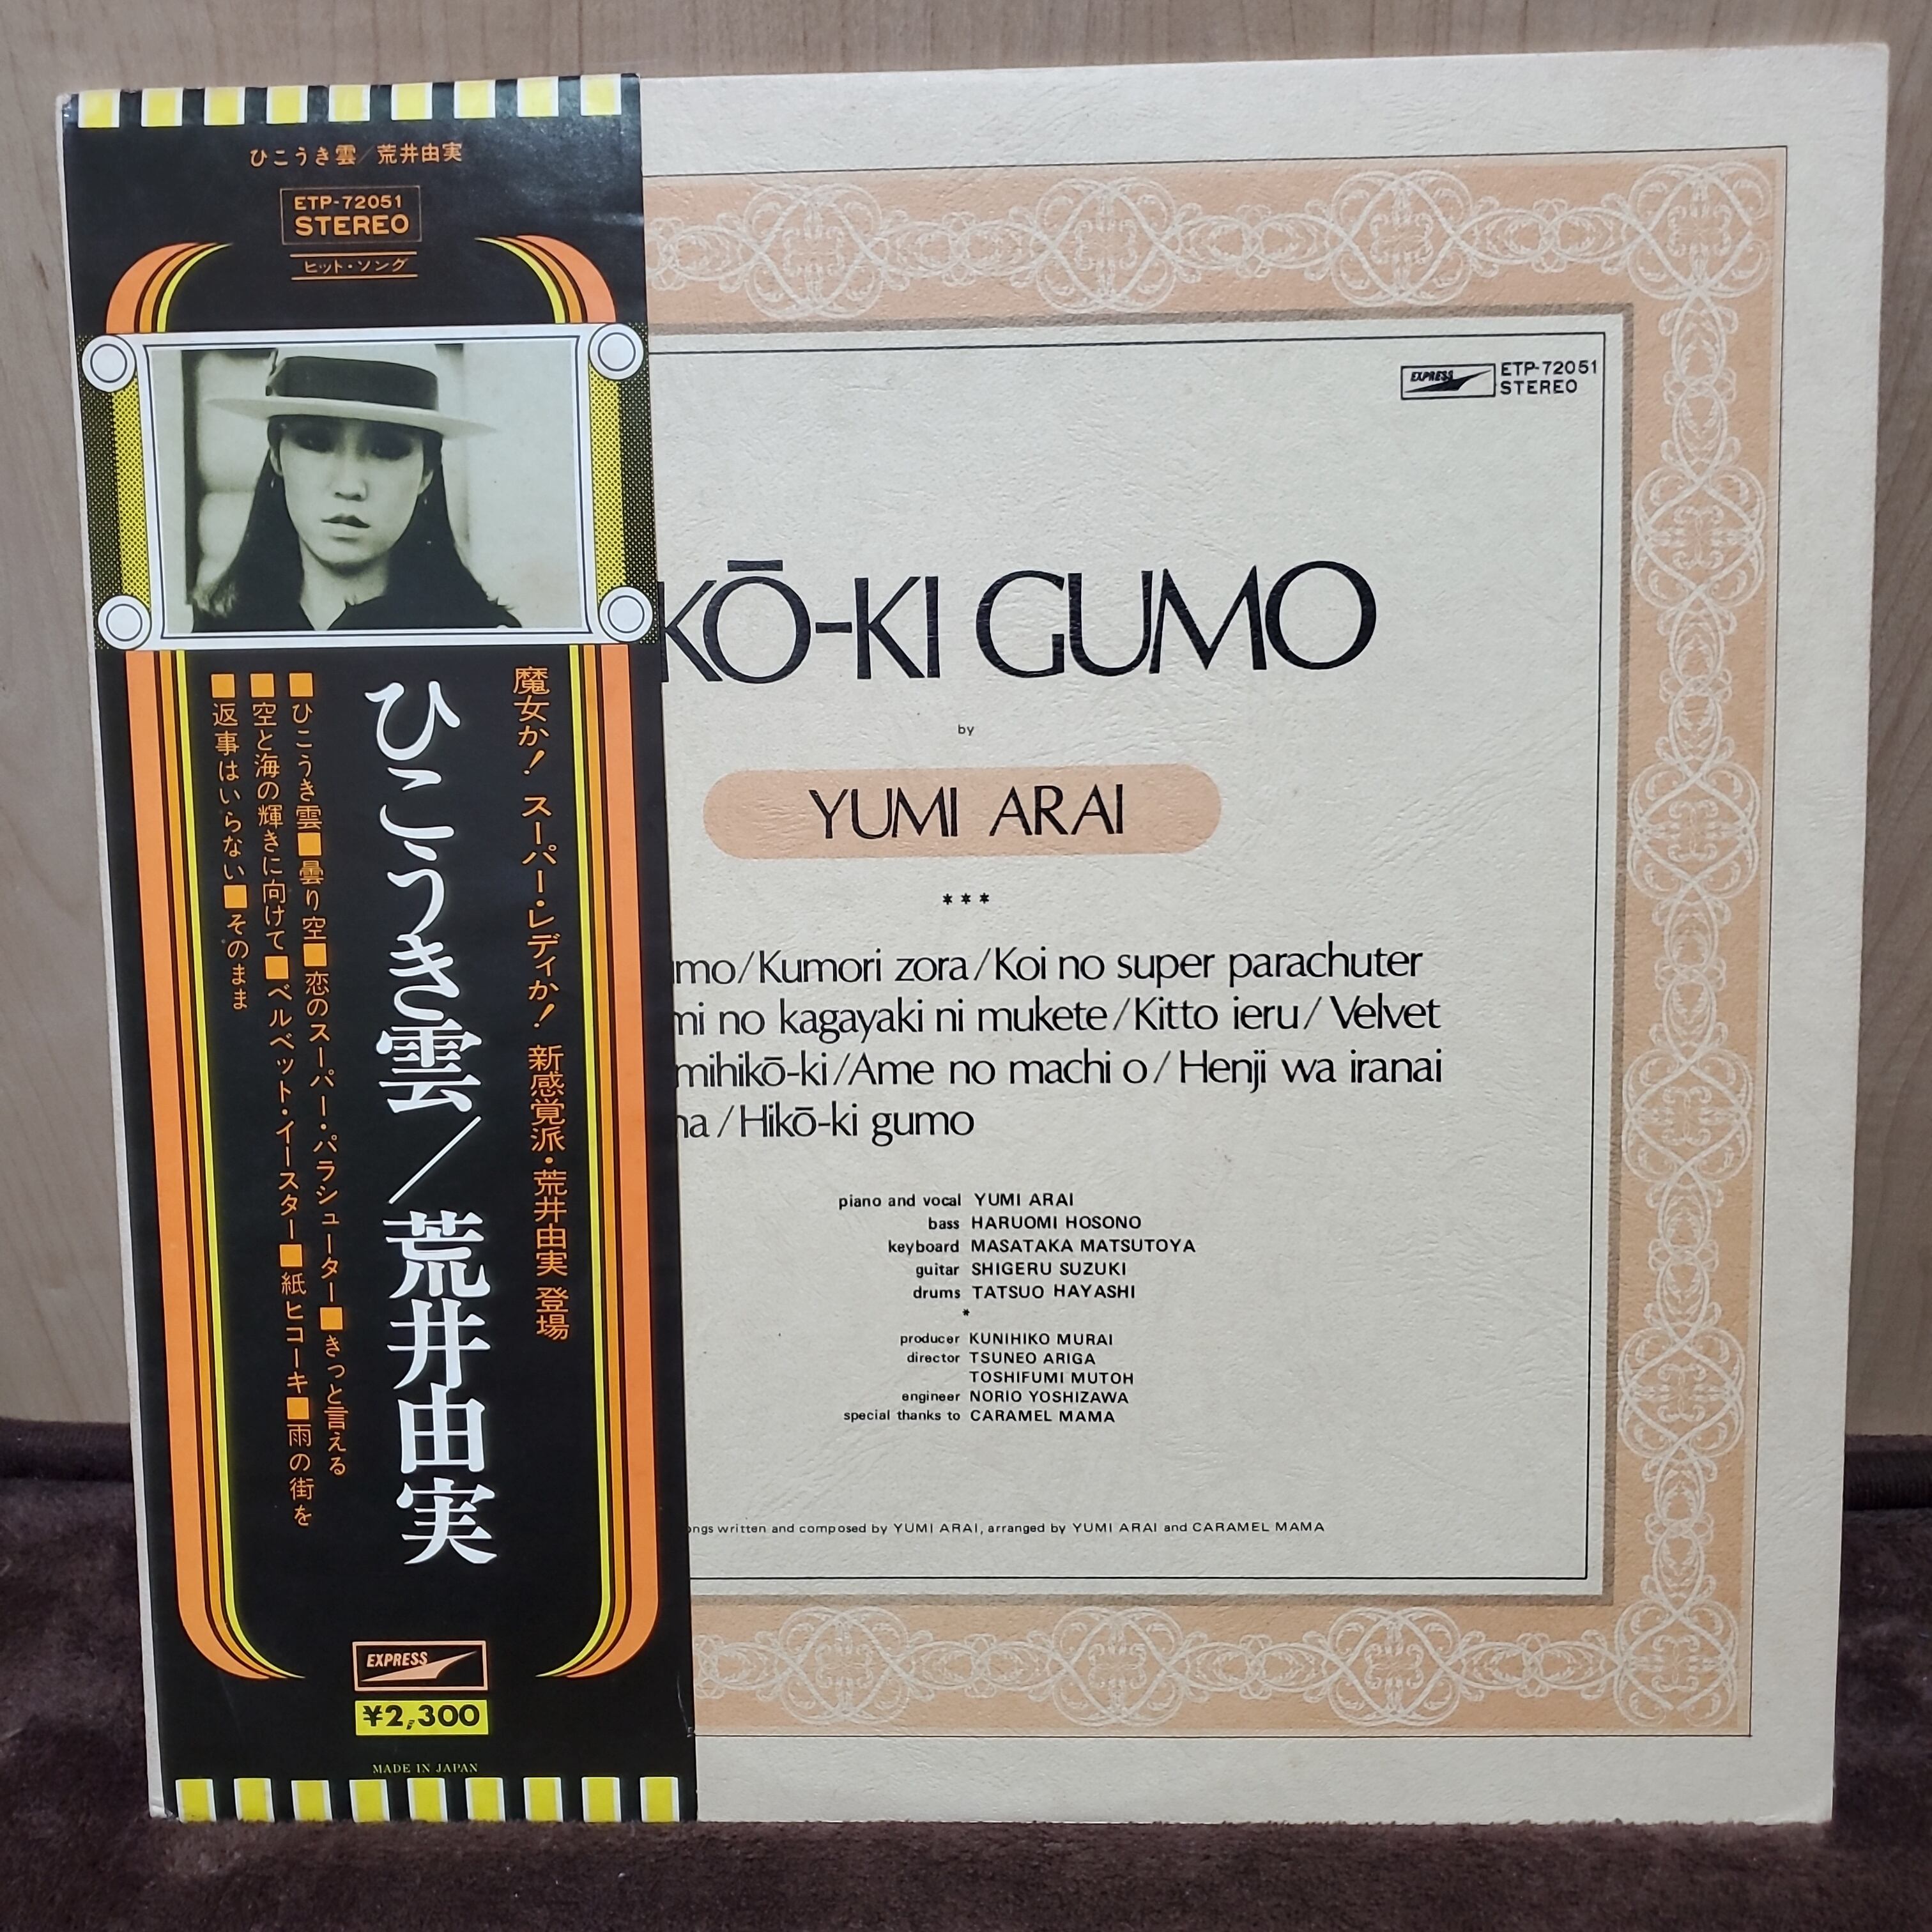 ひこうき雲/荒井由実
ETP-72051
STEREO
ヒット・ソング
魔女か!スーパー・レディか!新感覚派・荒井由実 登場
ひこうき雲/荒井由実
■ひこうき雲■曇り空■恋のスーパー・パラシューター■きっと言える
■空と海の輝きに向けて■ベルベット・イースター■紙ヒコーキ■雨の街を
■返事はいらない■そのまま
EXPRESS
¥2,300
MADE IN JAPAN
EXPRESS ETP-72051
STEREO
KŌ-KI GUMO
by
YUMI ARAI
***
umo/Kumori zora/Koi no super parachuter
mi no kagayaki ni mukete/Kitto ieru/Velvet
mihikō-ki/Ame no machi o/Henji wa iranai
na/Hikō-ki gumo
piano and vocal YUMI ARAI
bass HARUOMI HOSONO
keyboard MASATAKA MATSUTOYA
guitar SHIGERU SUZUKI
drums TATSUO HAYASHI
*
producer KUNIHIKO MURAI
director TSUNEO ARIGA
TOSHIFUMI MUTOH
engineer NORIO YOSHIZAWA
special thanks to CARAMEL MAMA
ongs written and composed by YUMI ARAI, arranged by YUMI ARAI and CARAMEL MAMA